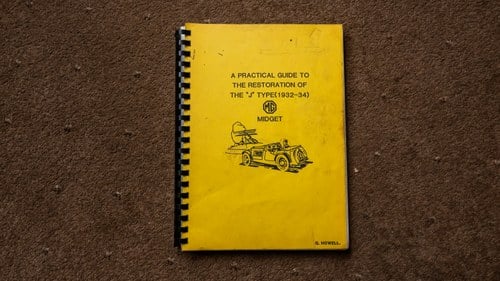 A PRACTICAL GUIDE TO
THE RESTORATION OF
THE "J" TYPE(1932-34)
MG
MIDGET
G. HOWELL.